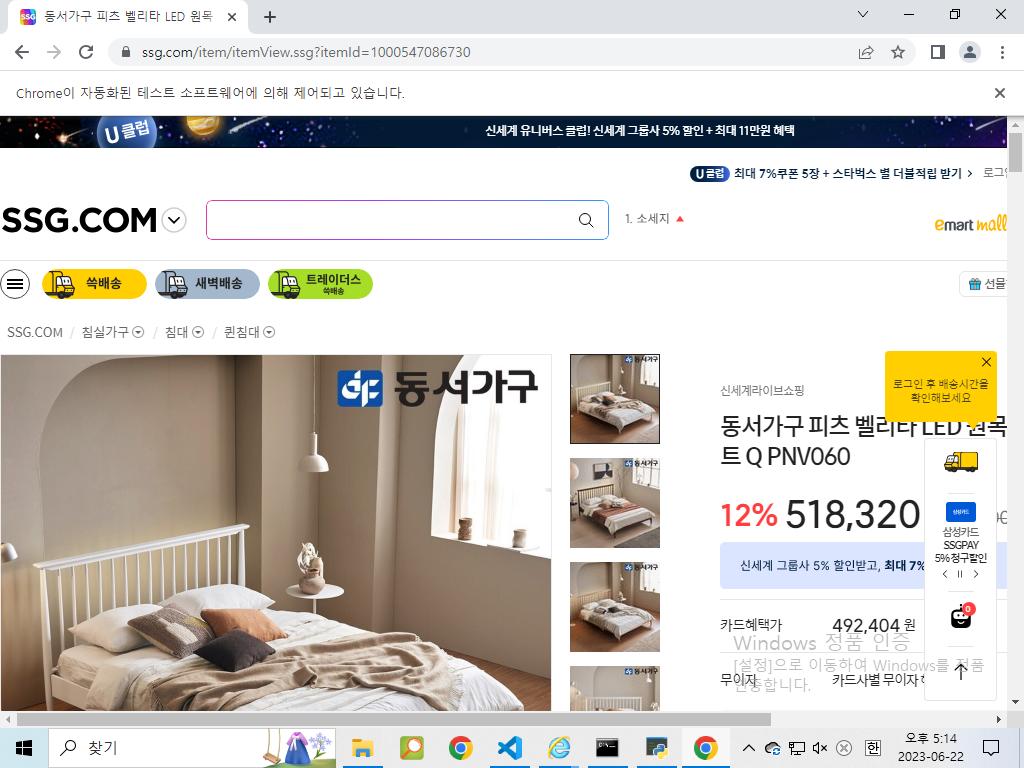 동서가구 피츠 벨리타 LED 원목
ssg.com/item/itemView.ssg?itemId=1000547086730
Chrome이 자동화된 테스트 소프트웨어에 의해 제어되고 있습니다.
U 클럽
신세계 유니버스 클럽! 신세계 그룹사 5% 할인 + 최대 11만원 혜택
U 클럽 최대 7%쿠폰 5장 + 스타벅스 별 더블적립 받기
로그인
SSG.COM
1. 소세지
emart mall
쓱배송
새벽배송
트레이더스
쓱배송
선물
SSG.COM / 침실가구 / 침대 / 퀸침대
동서가구
신세계라이브쇼핑
로그인 후 배송시간을
확인해보세요
동서가구 피츠 벨리타 LED 원목
트 Q PNV060
12% 518,320
삼성카드
삼성카드
SSGPAY
5% 청구할인
신세계 그룹사 5% 할인받고, 최대 7%
0
카드혜택가 492,404 원
Windows 정품 인증
[설정]으로 이동하여 Windows를 정품
인증합니다.
무이자 카드사별 무이자
찾기
한
오후 5:14
2023-06-22